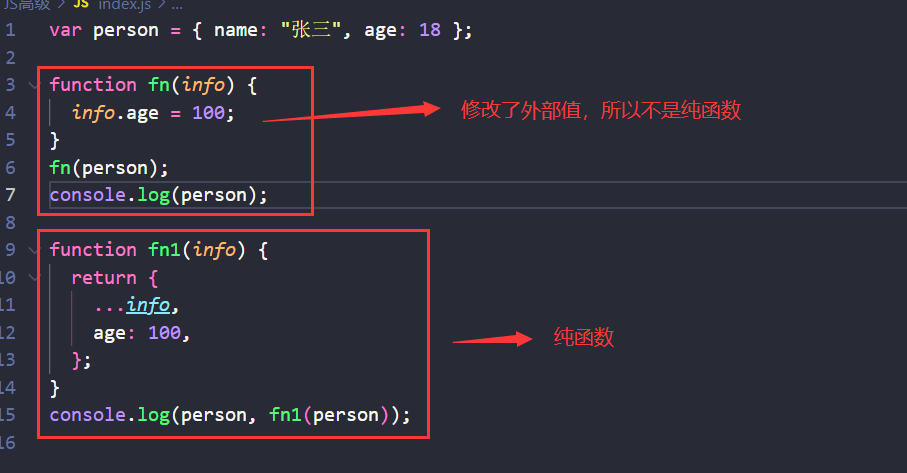 JS高级 > JS index.js > ...
1 var person = { name: "张三", age: 18 };
2
3 function fn(info) {
4 info.age = 100;
修改了外部值，所以不是纯函数
5 }
6 fn(person);
7 console.log(person);
8
9 function fn1(info) {
10 return {
11 ...info,
12 age: 100,
纯函数
13 };
14 }
15 console.log(person, fn1(person));
16